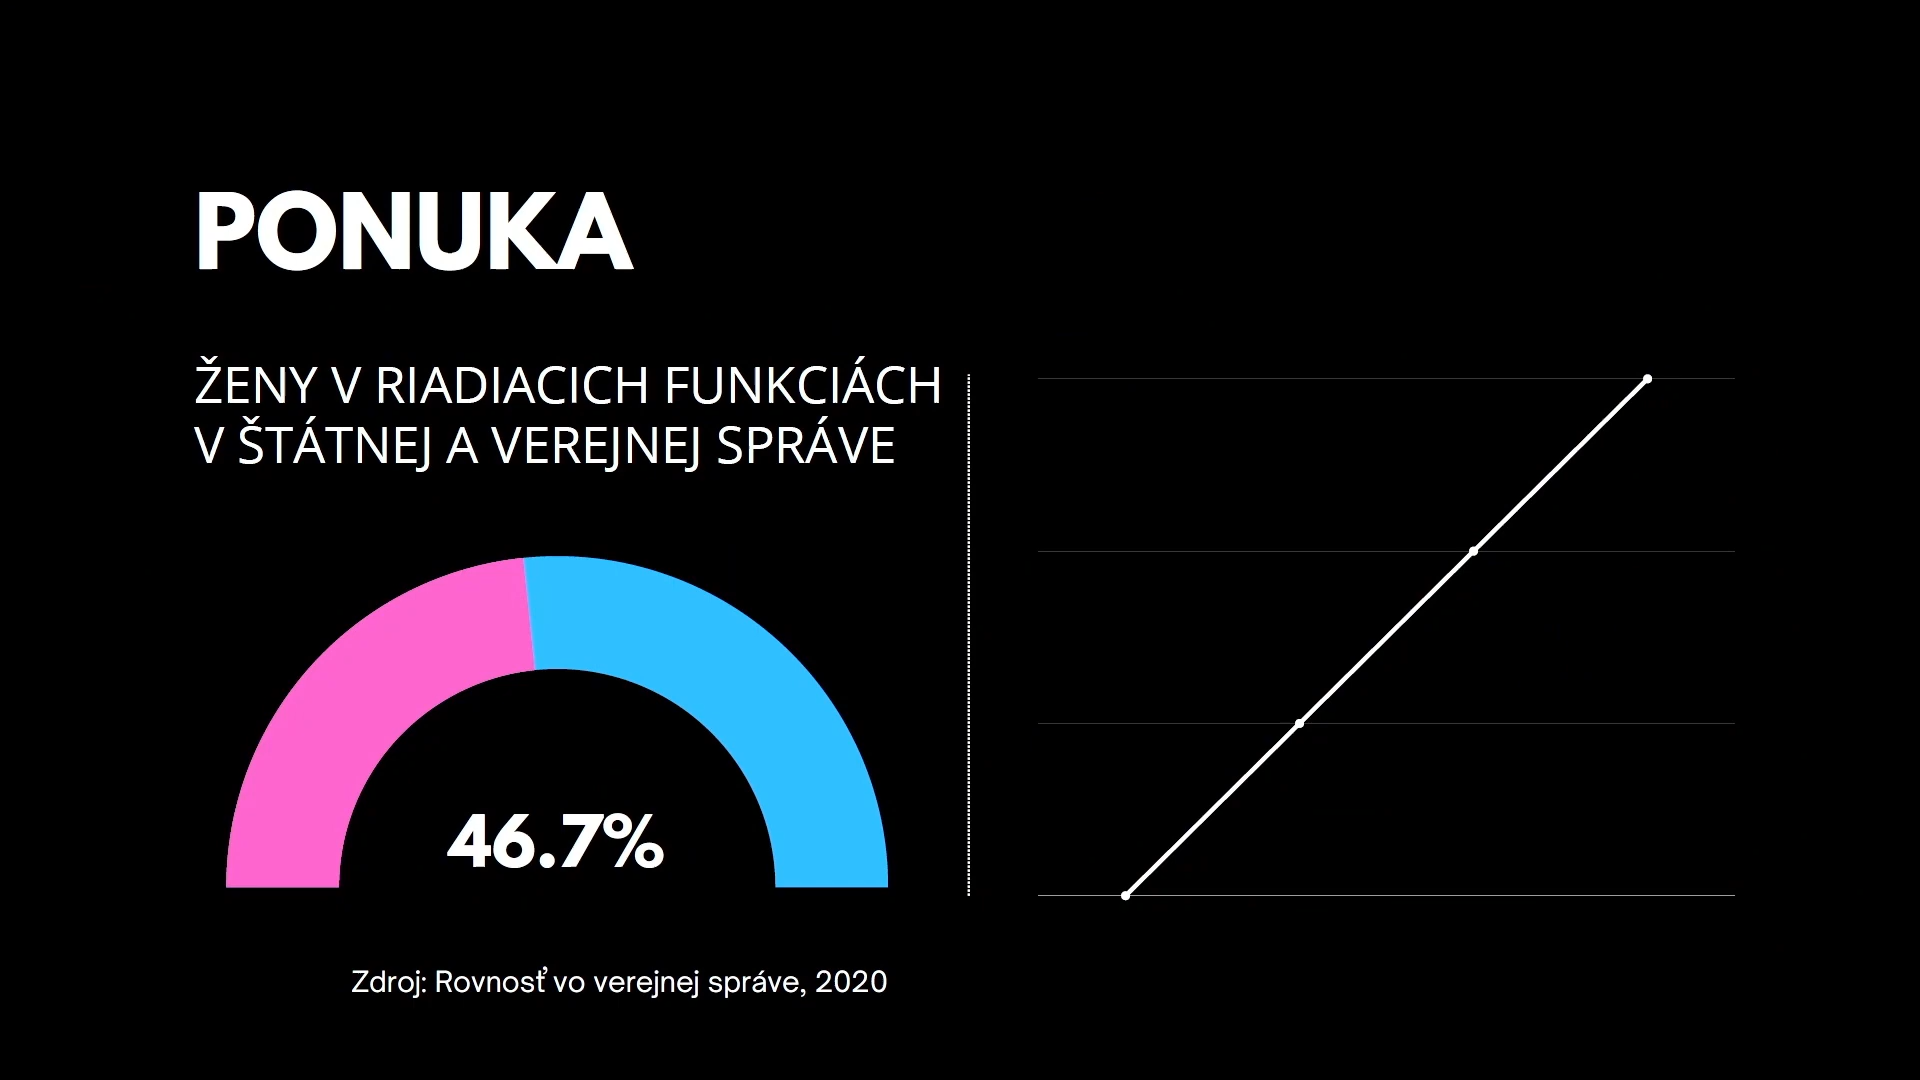 PONUKA
ŽENY V RIADIACICH FUNKCIÁCH
V ŠTÁTNEJ A VEREJNEJ SPRÁVE
46.7%
Zdroj: Rovnosť vo verejnej správe, 2020